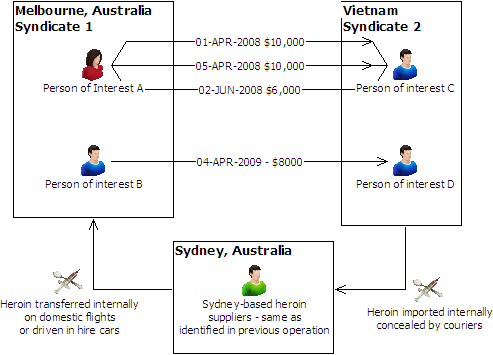 Melbourne, Australia
Syndicate 1
Vietnam
Syndicate 2
01-APR-2008 $10,000
05-APR-2008 $10,000
02-JUN-2008 $6,000
Person of Interest A
Person of interest C
04-APR-2009 - $8000
Person of interest B
Person of interest D
Sydney, Australia
Sydney-based heroin
suppliers - same as
identified in previous operation
Heroin transferred internally
on domestic flights
or driven in hire cars
Heroin imported internally
concealed by couriers